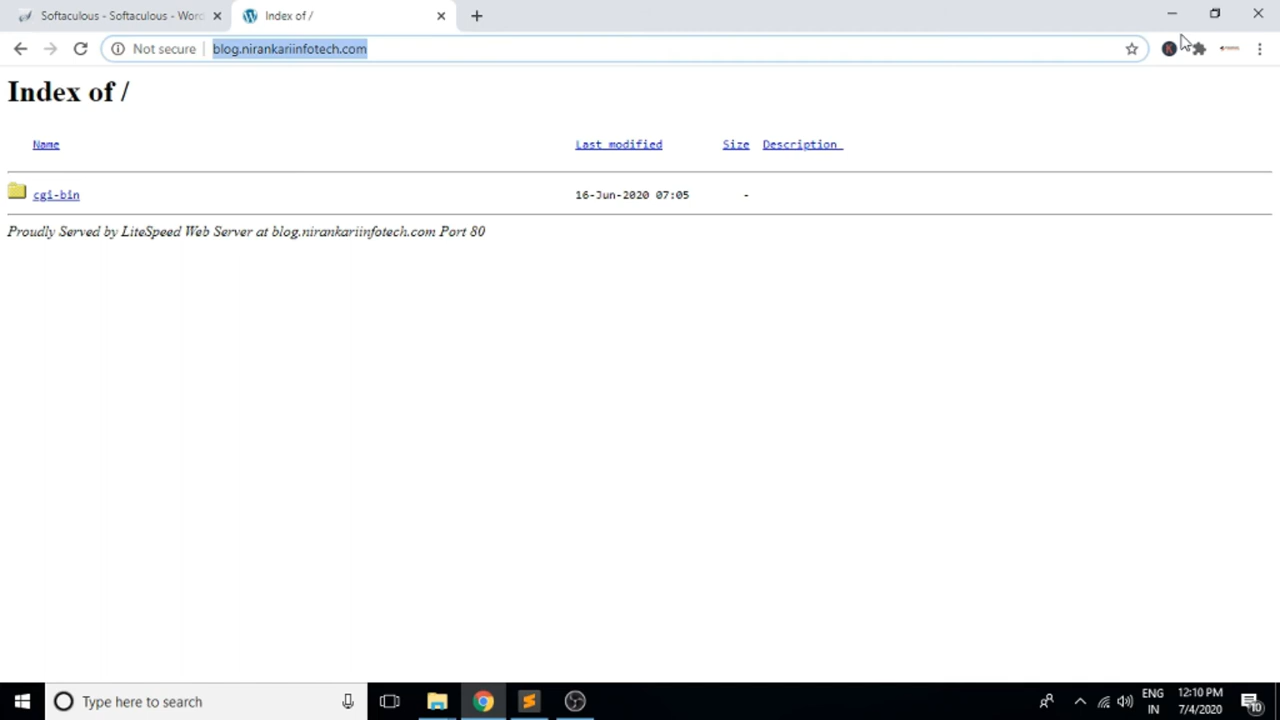 Softaculous - Softaculous - Word
Index of /
Not secure
blog.nirankariinfotech.com
K
Index of /
Name Last modified Size Description
cgi-bin 16-Jun-2020 07:05 -
Proudly Served by LiteSpeed Web Server at blog.nirankariinfotech.com Port 80
Type here to search
ENG
IN
12:10 PM
7/4/2020
10